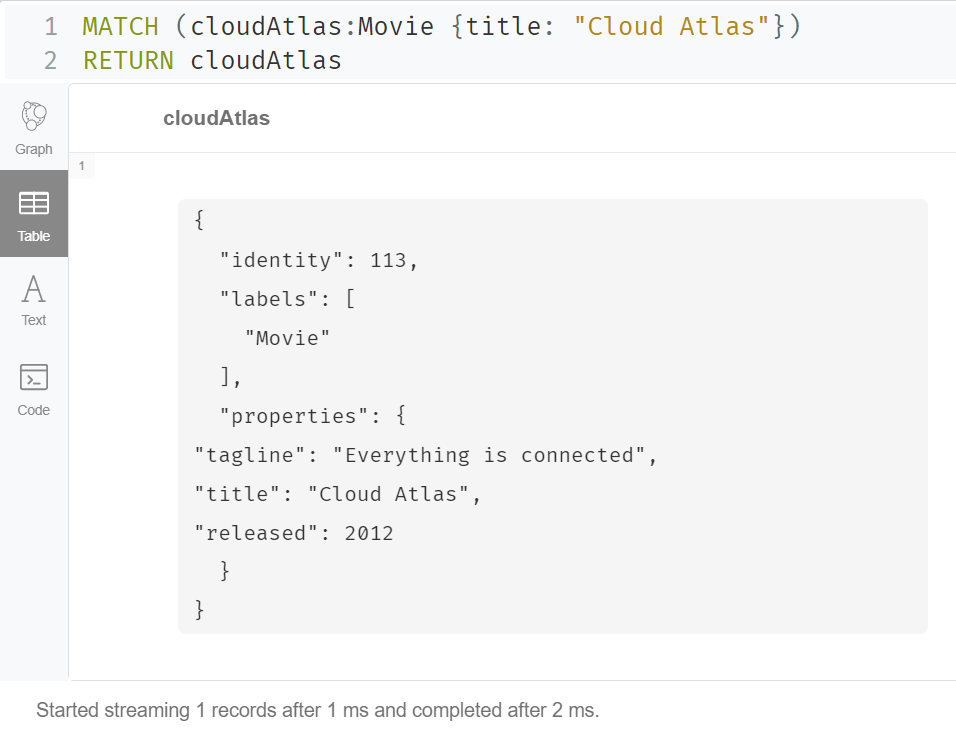 1 MATCH (cloudAtlas:Movie {title: "Cloud Atlas"})
2 RETURN cloudAtlas
Graph
Table
Text
Code
cloudAtlas
1
{
  "identity": 113,
  "labels": [
    "Movie"
  ],
  "properties": {
"tagline": "Everything is connected",
"title": "Cloud Atlas",
"released": 2012
  }
}
Started streaming 1 records after 1 ms and completed after 2 ms.